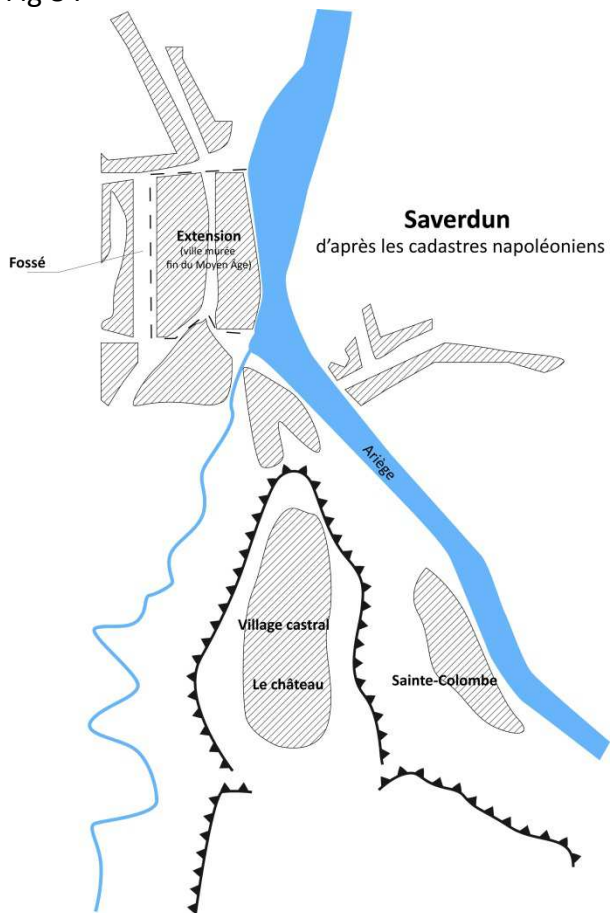 Saverdun
d'après les cadastres napoléoniens
Extension
(ville murée
fin du Moyen Âge)
Fossé
Ariège
Village castral
Le château
Sainte-Colombe